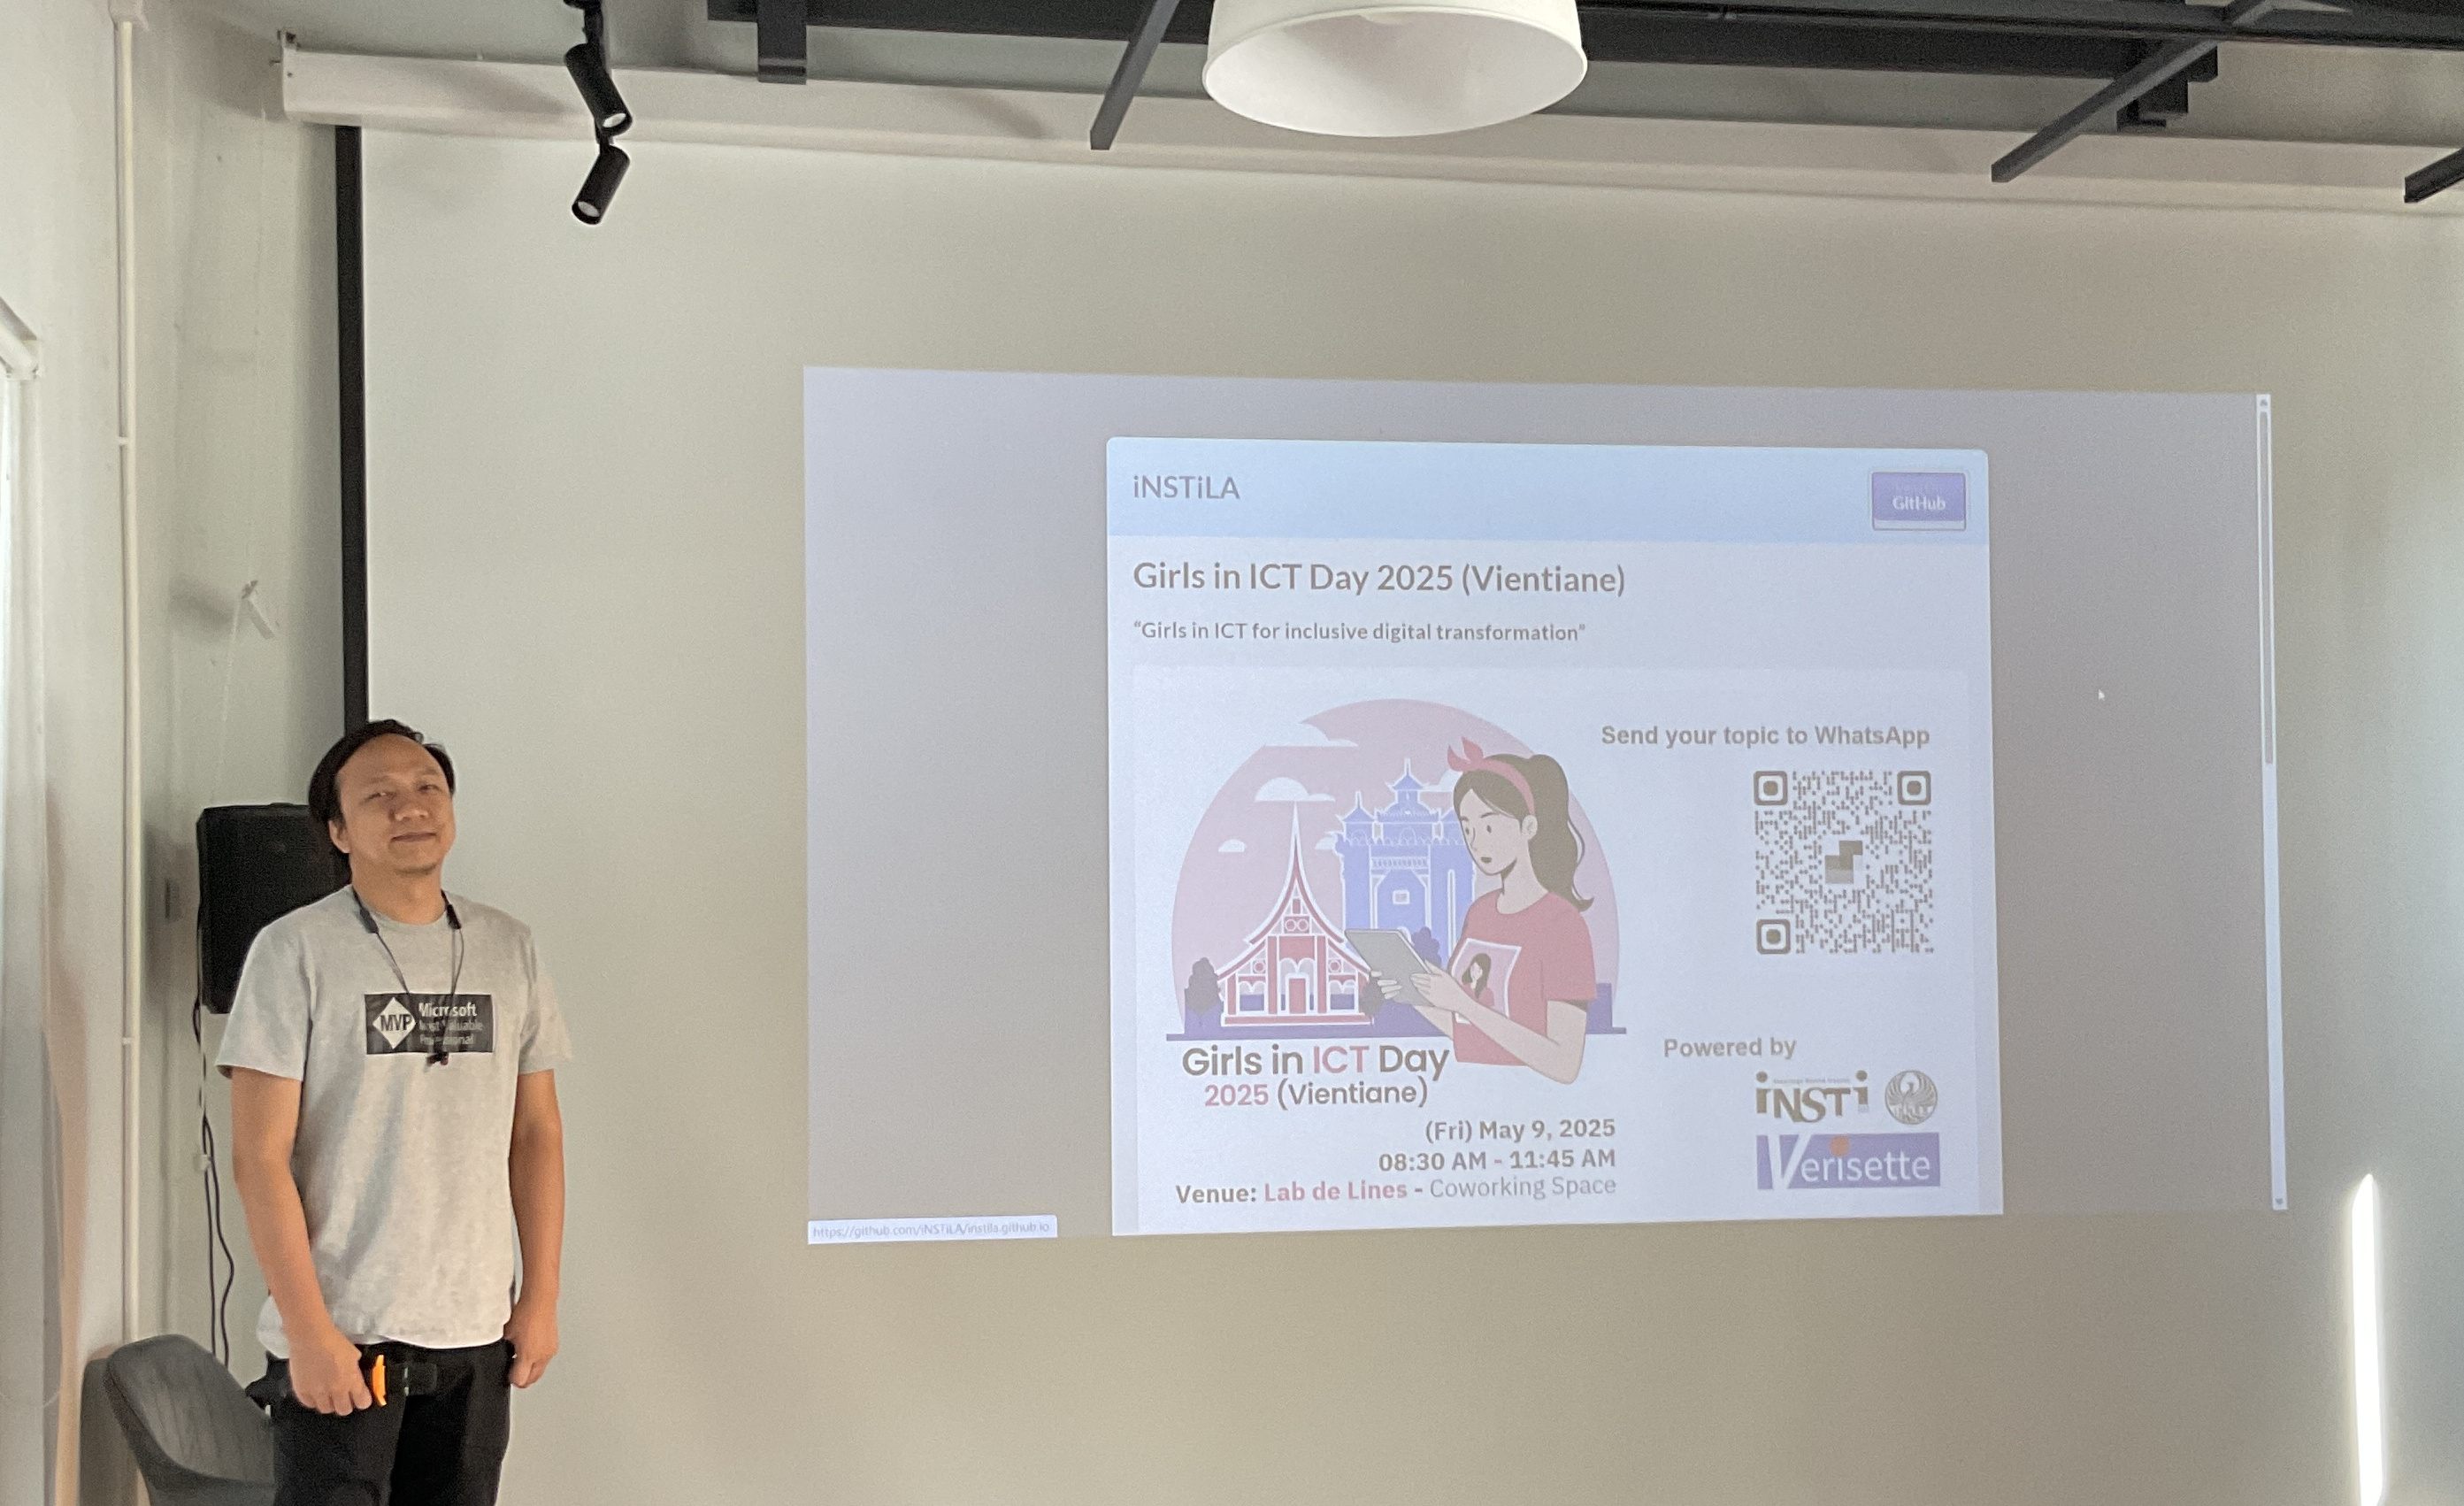 iNSTiLA
GitHub
Girls in ICT Day 2025 (Vientiane)
“Girls in ICT for inclusive digital transformation”
Send your topic to WhatsApp
Girls in ICT Day
2025 (Vientiane)
(Fri) May 9, 2025
08:30 AM - 11:45 AM
Venue: Lab de Lines - Coworking Space
Powered by
iNSTi
Verisette
https://github.com/iNSTiLA/instila.github.io
MVP
Microsoft
Most Valuable
Professional